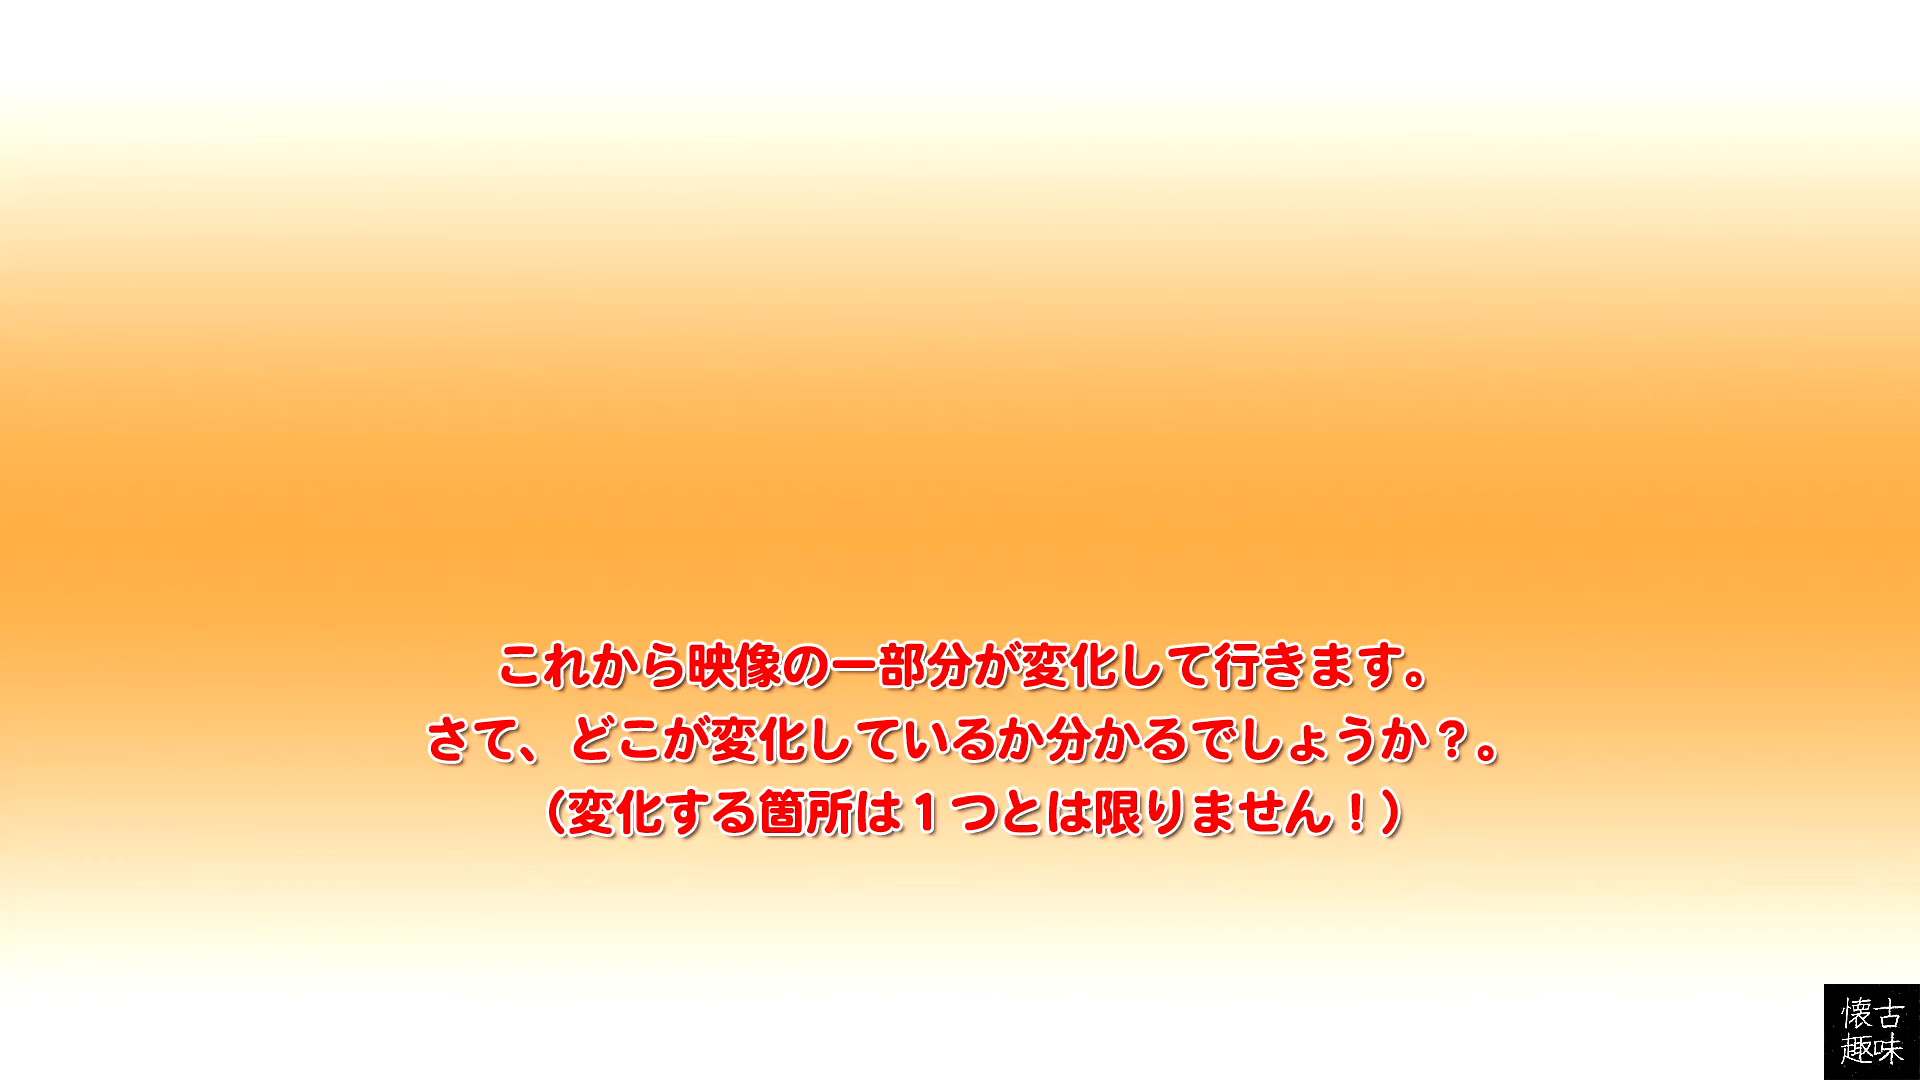 これから映像の一部分が変化して行きます。
さて、どこが変化しているか分かるでしょうか？。
（変化する箇所は１つとは限りません！）
懐古
趣味